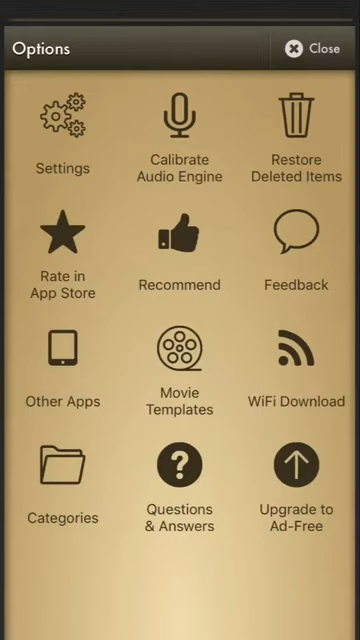 Options
Close
Settings
Calibrate
Audio Engine
Restore
Deleted Items
Rate in
App Store
Recommend
Feedback
Other Apps
Movie
Templates
WiFi Download
Categories
Questions
& Answers
Upgrade to
Ad-Free